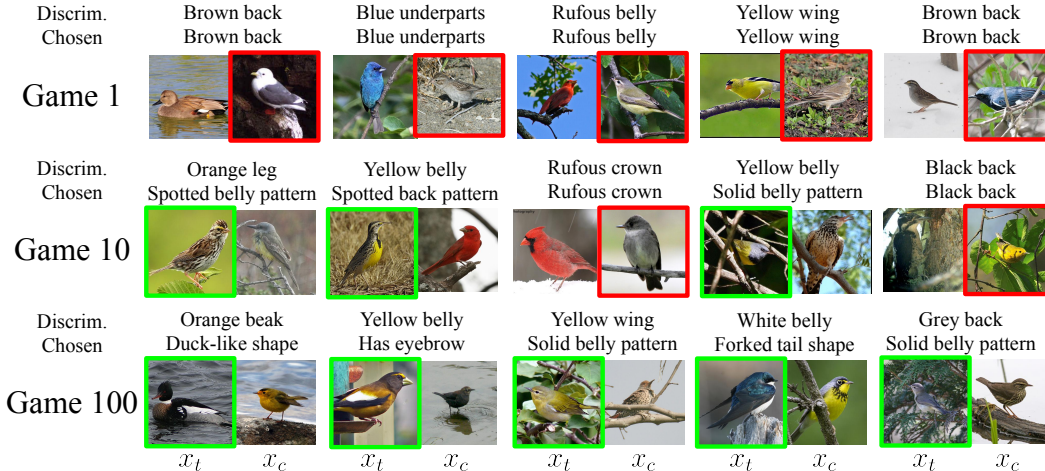 Discrim. Brown back Blue underparts Rufous belly Yellow wing Brown back
Chosen Brown back Blue underparts Rufous belly Yellow wing Brown back
Game 1
Discrim. Orange leg Yellow belly Rufous crown Yellow belly Black back
Chosen Spotted belly pattern Spotted back pattern Rufous crown Solid belly pattern Black back
Game 10
Discrim. Orange beak Yellow belly Yellow wing White belly Grey back
Chosen Duck-like shape Has eyebrow Solid belly pattern Forked tail shape Solid belly pattern
Game 100
x_t x_c x_t x_c x_t x_c x_t x_c x_t x_c